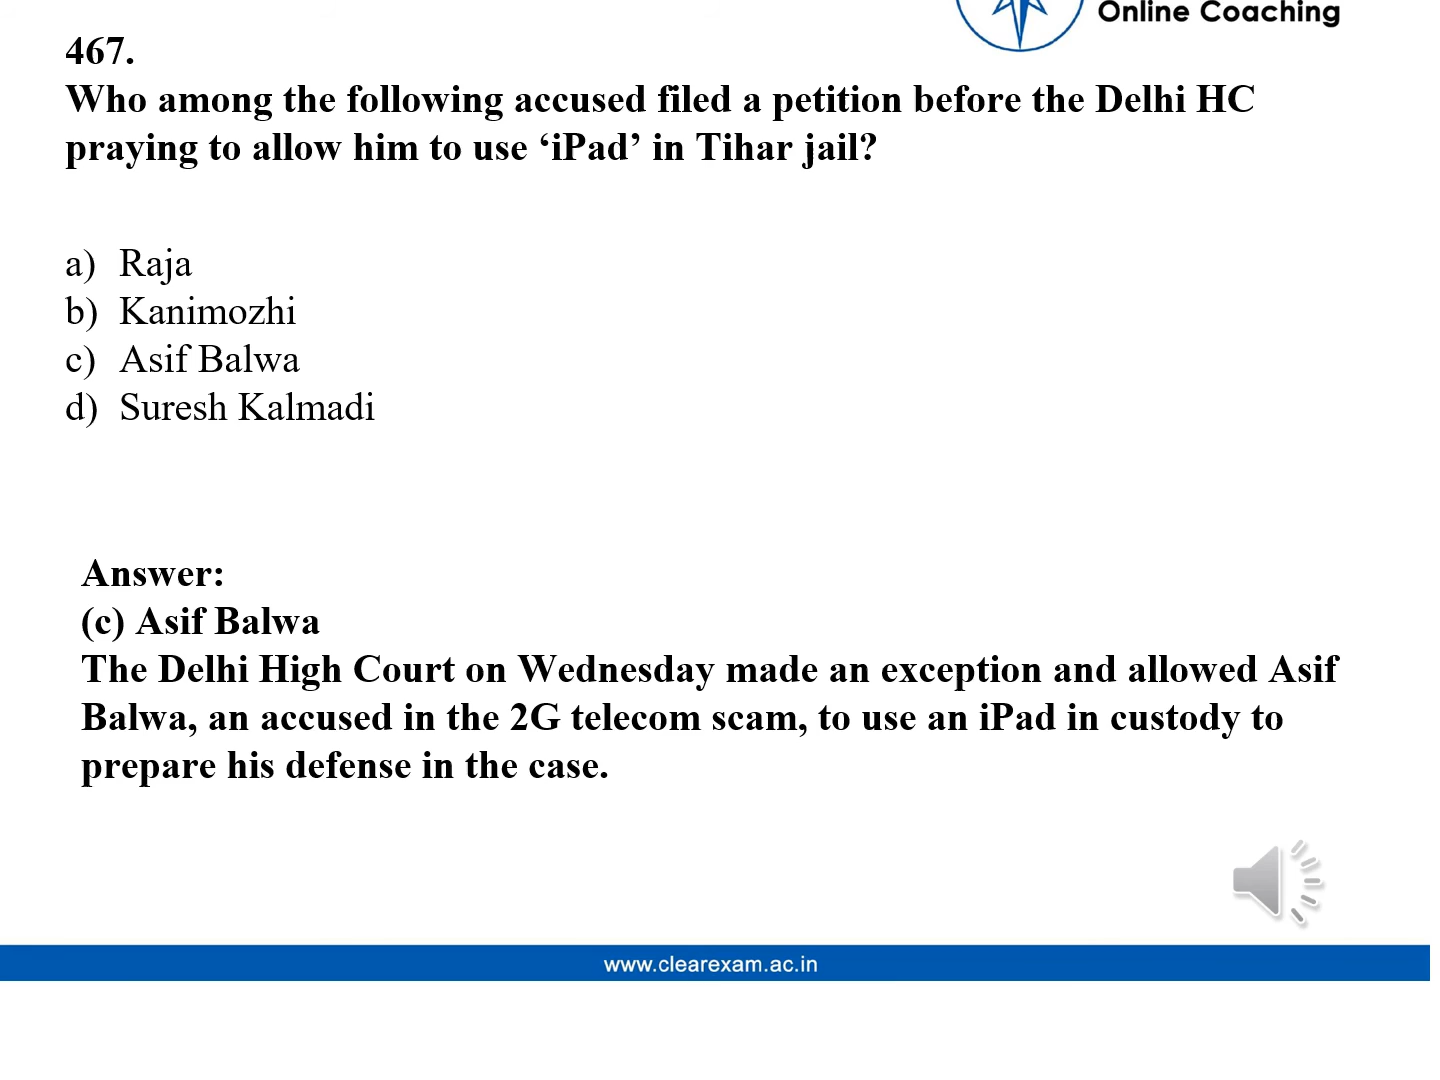 Online Coaching
467.
Who among the following accused filed a petition before the Delhi HC
praying to allow him to use ‘iPad’ in Tihar jail?
a) Raja
b) Kanimozhi
c) Asif Balwa
d) Suresh Kalmadi
Answer:
(c) Asif Balwa
The Delhi High Court on Wednesday made an exception and allowed Asif
Balwa, an accused in the 2G telecom scam, to use an iPad in custody to
prepare his defense in the case.
www.clearexam.ac.in